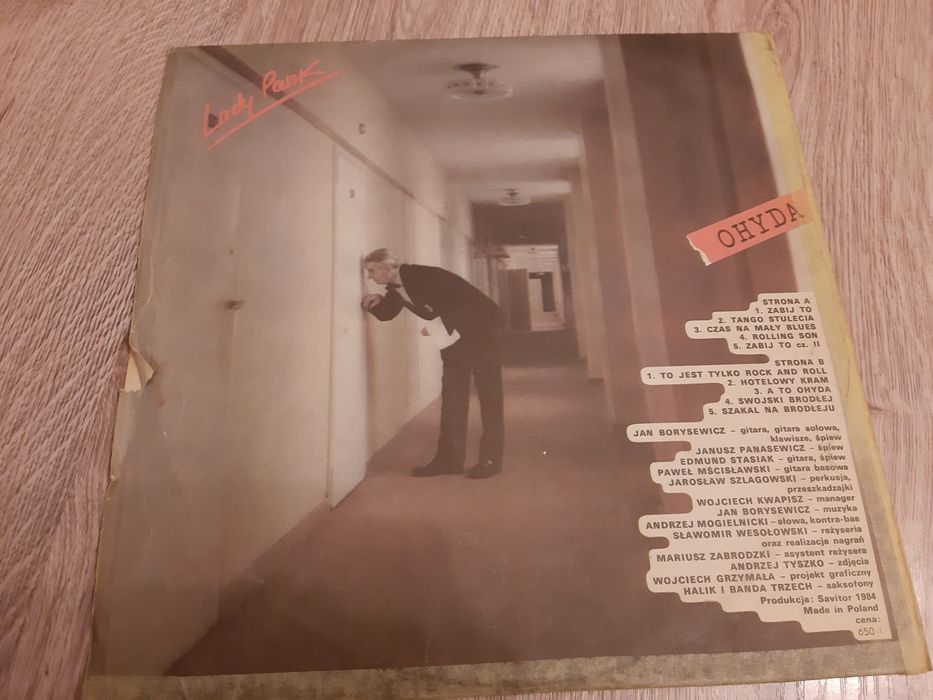 Lady Pank
OHYDA
STRONA A
1. ZABIJ TO
2. TANGO STULECIA
3. CZAS NA MAŁY BLUES
4. ROLLING SON
5. ZABIJ TO cz. II
STRONA B
1. TO JEST TYLKO ROCK AND ROLL
2. HOTELOWY KRAM
3. A TO OHYDA
4. SWOJSKI BRODŁEJ
5. SZAKAL NA BRODŁEJU
JAN BORYSEWICZ – gitara, gitara solowa,
klawisze, śpiew
JANUSZ PANASEWICZ – śpiew
EDMUND STASIAK – gitara, śpiew
PAWEŁ MŚCISŁAWSKI – gitara basowa
JAROSŁAW SZLAGOWSKI – perkusja,
przeszkadzajki
WOJCIECH KWAPISZ – manager
JAN BORYSEWICZ – muzyka
ANDRZEJ MOGIELNICKI – słowa, kontra-bas
SŁAWOMIR WESOŁOWSKI – reżyseria
oraz realizacja nagrań
MARIUSZ ZABRODZKI – asystent reżysera
ANDRZEJ TYSZKO – zdjęcia
WOJCIECH GRZYMAŁA – projekt graficzny
HALIK I BANDA TRZECH – saksofony
Produkcja: Savitor 1984
Made in Poland
cena:
650